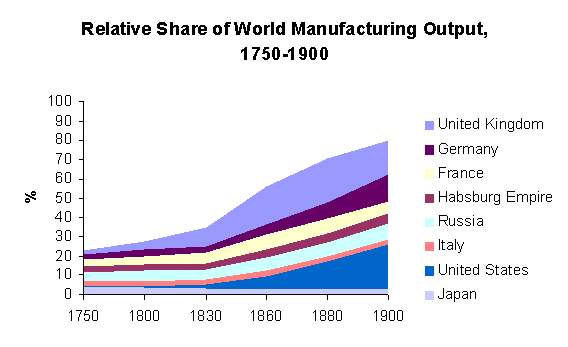 Relative Share of World Manufacturing Output,
1750-1900
100
90
80
70
60
50
40
30
20
10
0
%
1750 1800 1830 1860 1880 1900
United Kingdom
Germany
France
Habsburg Empire
Russia
Italy
United States
Japan